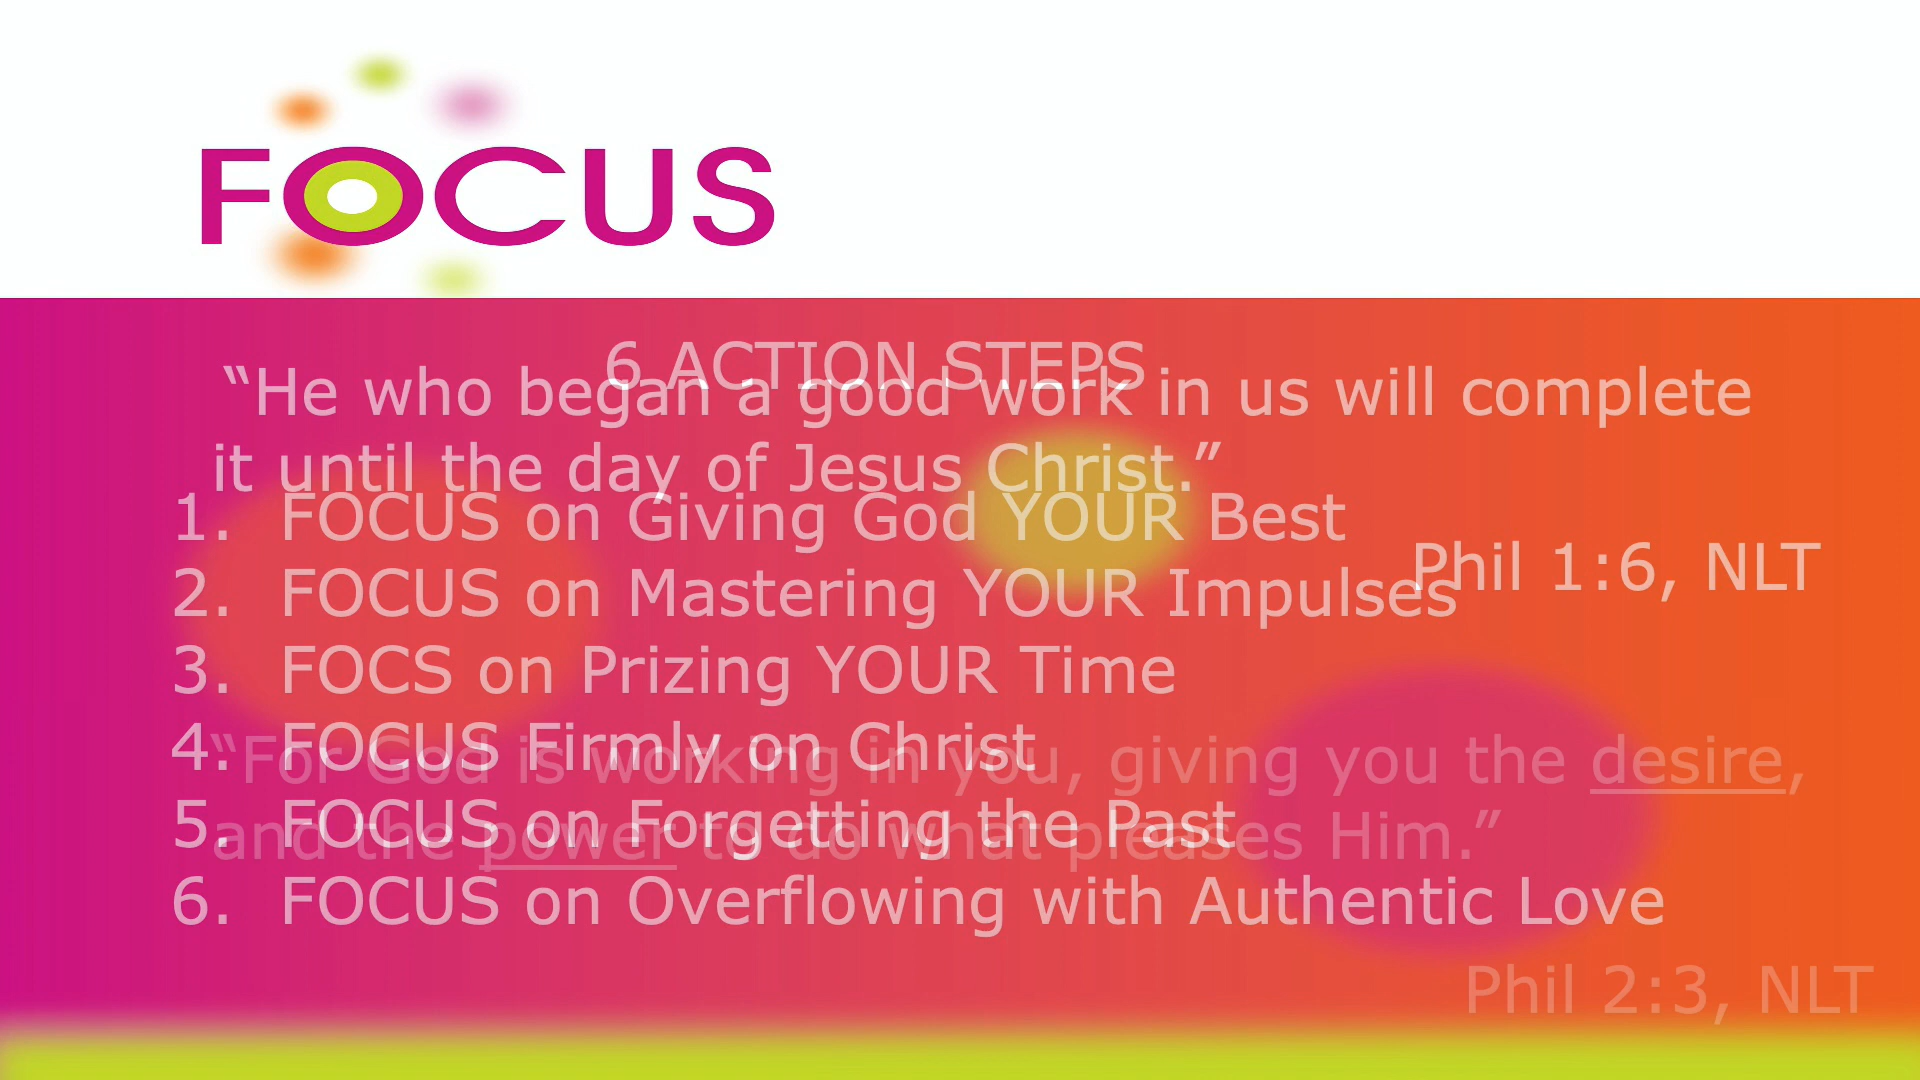 FOCUS
6 ACTION STEPS
“He who began a good work in us will complete
it until the day of Jesus Christ.”
Phil 1:6, NLT
1. FOCUS on Giving God YOUR Best
2. FOCUS on Mastering YOUR Impulses
3. FOCS on Prizing YOUR Time
4. FOCUS Firmly on Christ
5. FOCUS on Forgetting the Past
6. FOCUS on Overflowing with Authentic Love
“For God is working in you, giving you the desire,
and the power to do what pleases Him.”
Phil 2:3, NLT